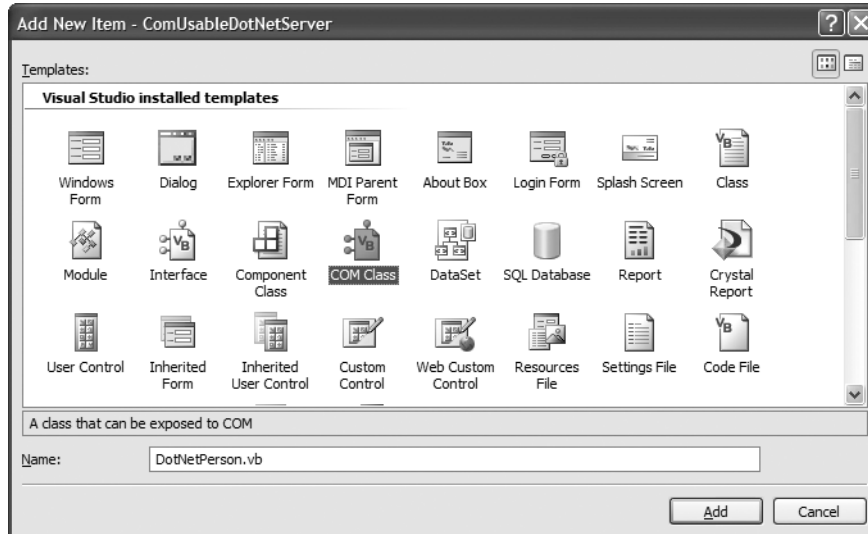 Add New Item - ComUsableDotNetServer
Templates:
Visual Studio installed templates
Windows Form
Dialog
Explorer Form
MDI Parent Form
About Box
Login Form
Splash Screen
Class
Module
Interface
Component Class
COM Class
DataSet
SQL Database
Report
Crystal Report
User Control
Inherited Form
Inherited User Control
Custom Control
Web Custom Control
Resources File
Settings File
Code File
A class that can be exposed to COM
Name:
DotNetPerson.vb
Add
Cancel